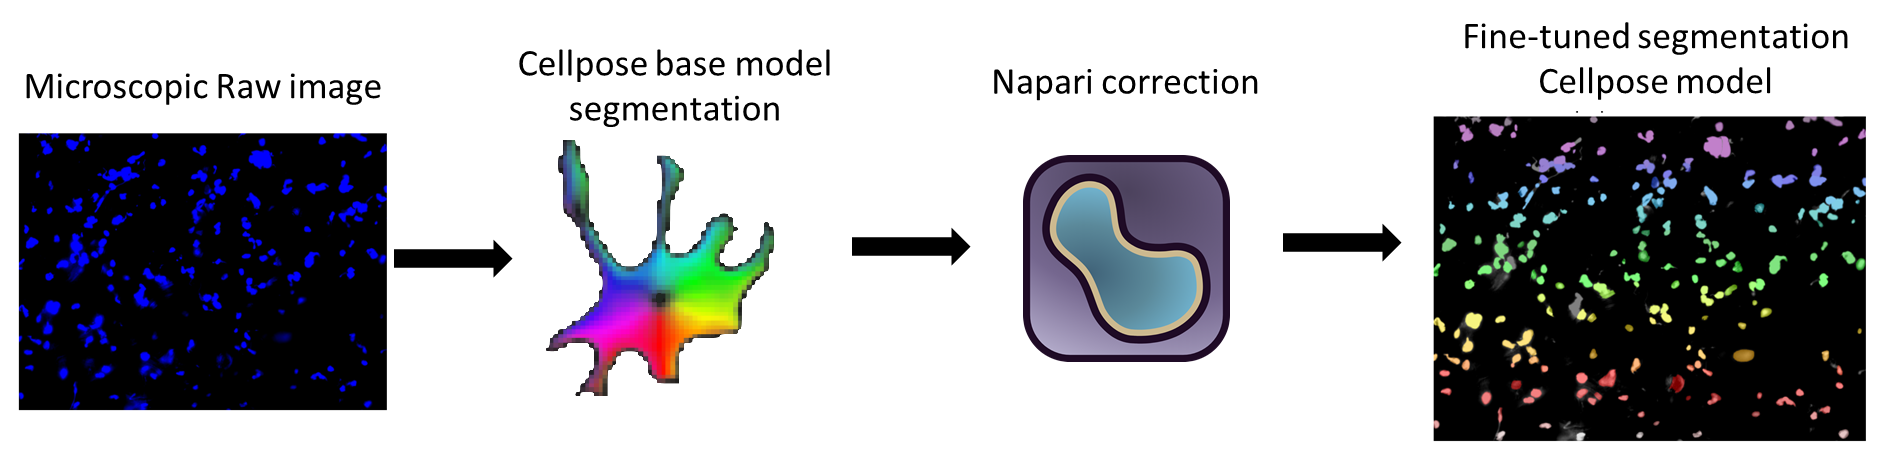 Microscopic Raw image
Cellpose base model
segmentation
Napari correction
Fine-tuned segmentation
Cellpose model